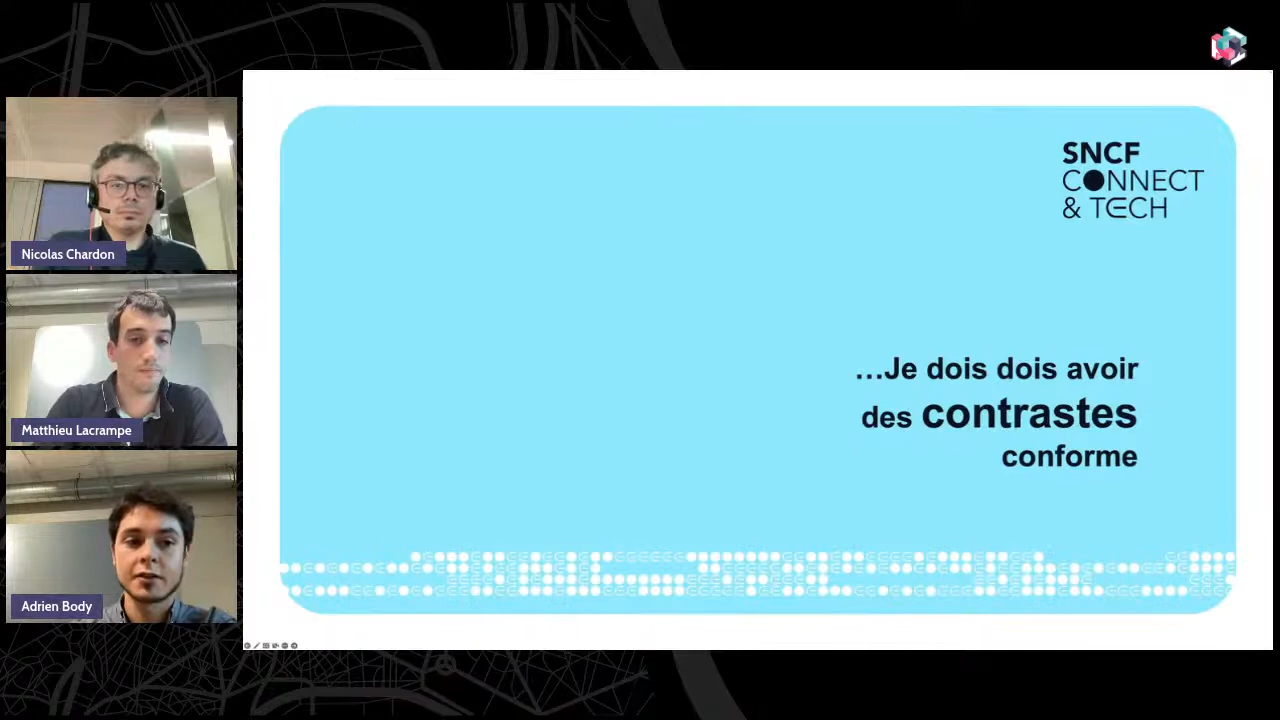 Nicolas Chardon
Matthieu Lacrampe
Adrien Body
SNCF
CONNECT
& TECH
…Je dois dois avoir
des contrastes
conforme